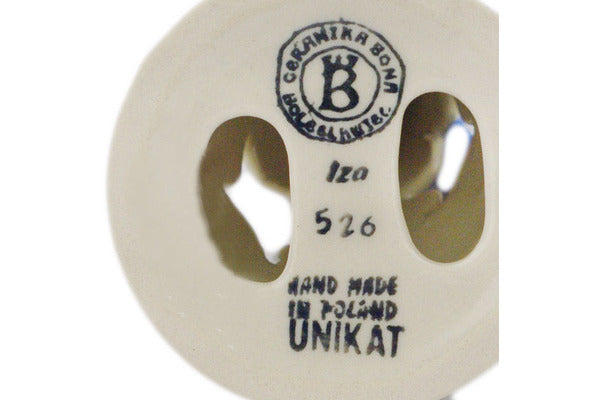 CERAMIKA BONA
B
BOLESŁAWIEC
Iza
526
HAND MADE
IN POLAND
UNIKAT